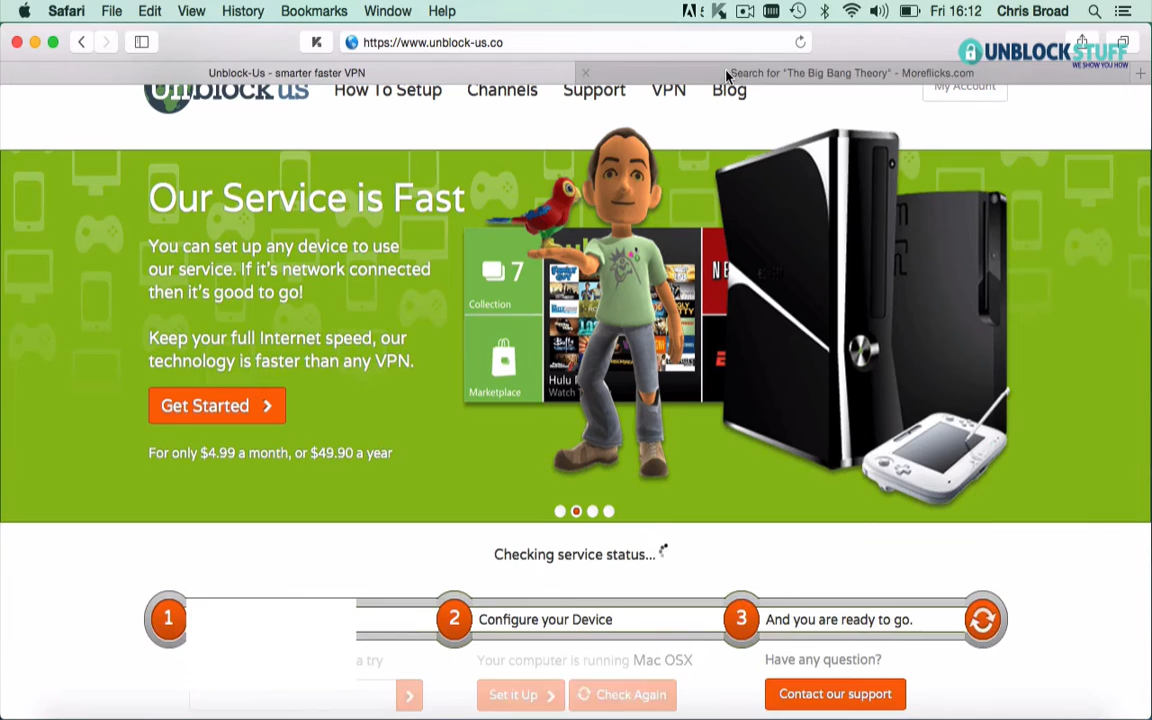 Safari File Edit View History Bookmarks Window Help Fri 16:12 Chris Broad
https://www.unblock-us.co
UNBLOCKSTUFF
WE SHOW YOU HOW
Unblock-Us - smarter faster VPN
Search for "The Big Bang Theory" - Moreflicks.com
unblock us How To Setup Channels Support VPN Blog My Account
Our Service is Fast
You can set up any device to use
our service. If it's network connected
then it's good to go!
Keep your full Internet speed, our
technology is faster than any VPN.
Get Started
For only $4.99 a month, or $49.90 a year
7
Collection
Marketplace
Hulu
Watch
NE
Checking service status...
1
2 Configure your Device
3 And you are ready to go.
a try
Your computer is running Mac OSX
Have any question?
Set it Up
Check Again
Contact our support